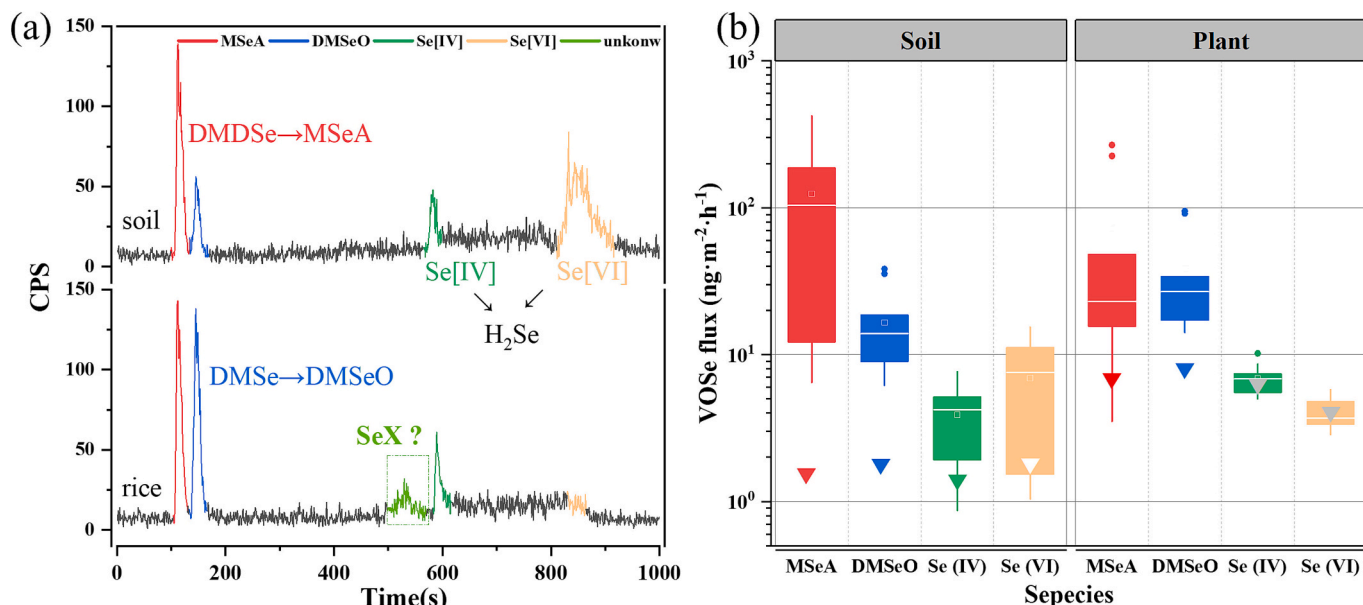 (a)
150
100
50
0
150
100
50
0
CPS
MSeA DMSeO Se[IV] Se[VI] unkonw
DMDSe→MSeA
soil
Se[IV] Se[VI]
H₂Se
DMSe→DMSeO
SeX ?
rice
0 200 400 600 800 1000
Time(s)
(b)
Soil Plant
10³
10²
10¹
10⁰
VOSe flux (ng·m⁻²·h⁻¹)
MSeA DMSeO Se (IV) Se (VI) MSeA DMSeO Se (IV) Se (VI)
Sepecies